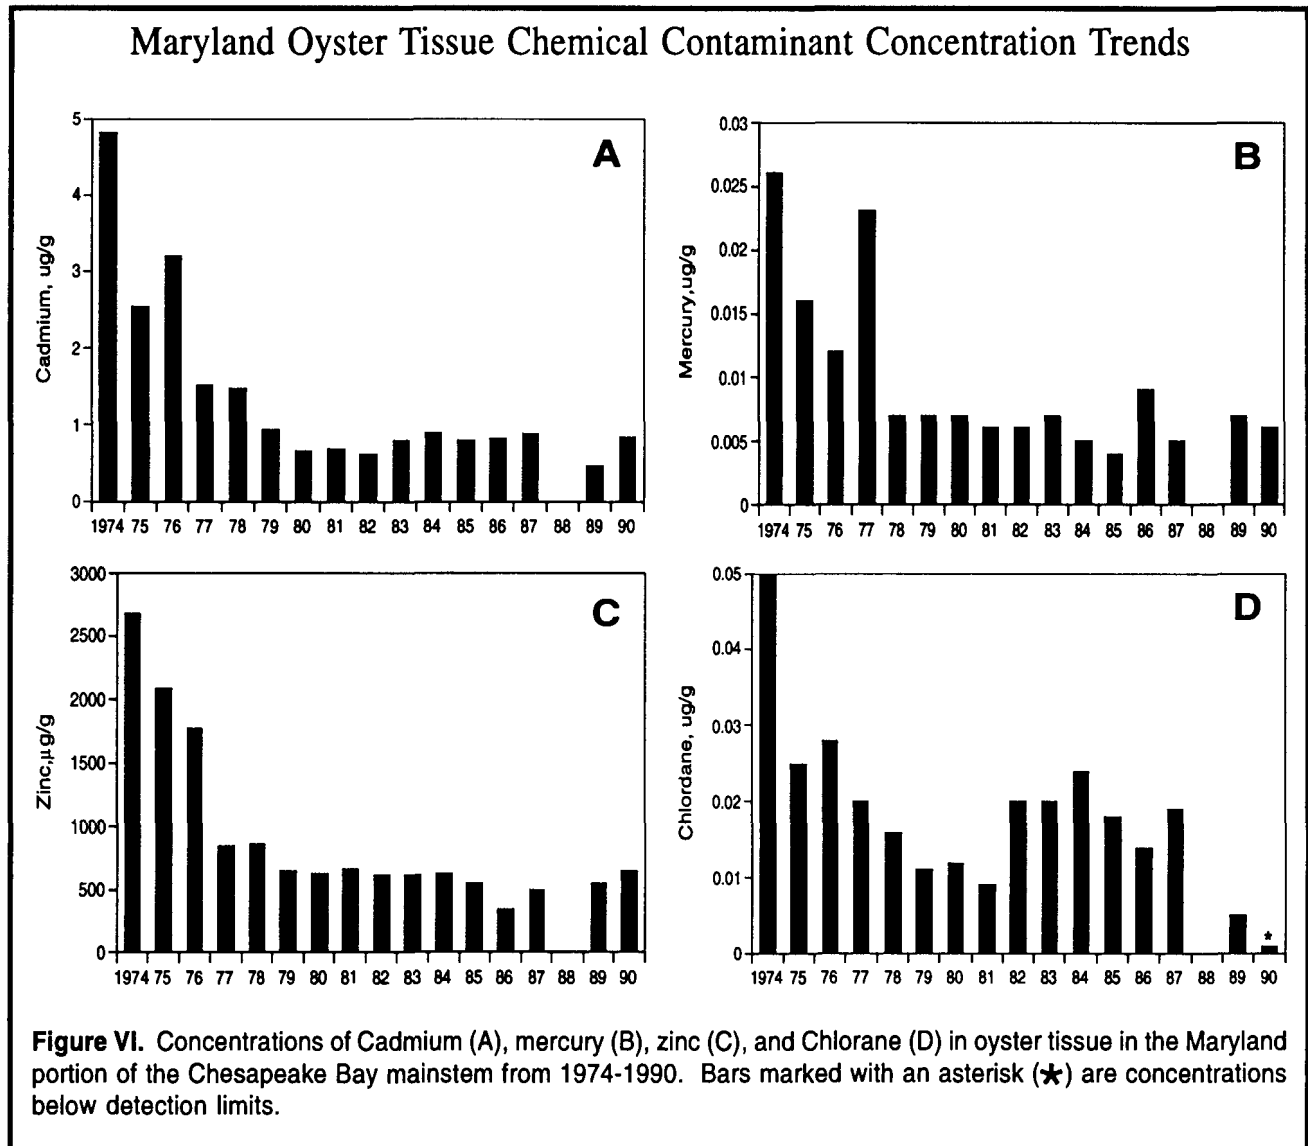 Maryland Oyster Tissue Chemical Contaminant Concentration Trends
A
Cadmium, ug/g
5
4
3
2
1
0
1974 75 76 77 78 79 80 81 82 83 84 85 86 87 88 89 90
B
Mercury,ug/g
0.03
0.025
0.02
0.015
0.01
0.005
0
1974 75 76 77 78 79 80 81 82 83 84 85 86 87 88 89 90
C
Zinc,µg/g
3000
2500
2000
1500
1000
500
0
1974 75 76 77 78 79 80 81 82 83 84 85 86 87 88 89 90
D
Chlordane, ug/g
0.05
0.04
0.03
0.02
0.01
0
*
1974 75 76 77 78 79 80 81 82 83 84 85 86 87 88 89 90
Figure VI. Concentrations of Cadmium (A), mercury (B), zinc (C), and Chlorane (D) in oyster tissue in the Maryland
portion of the Chesapeake Bay mainstem from 1974-1990. Bars marked with an asterisk (★) are concentrations
below detection limits.